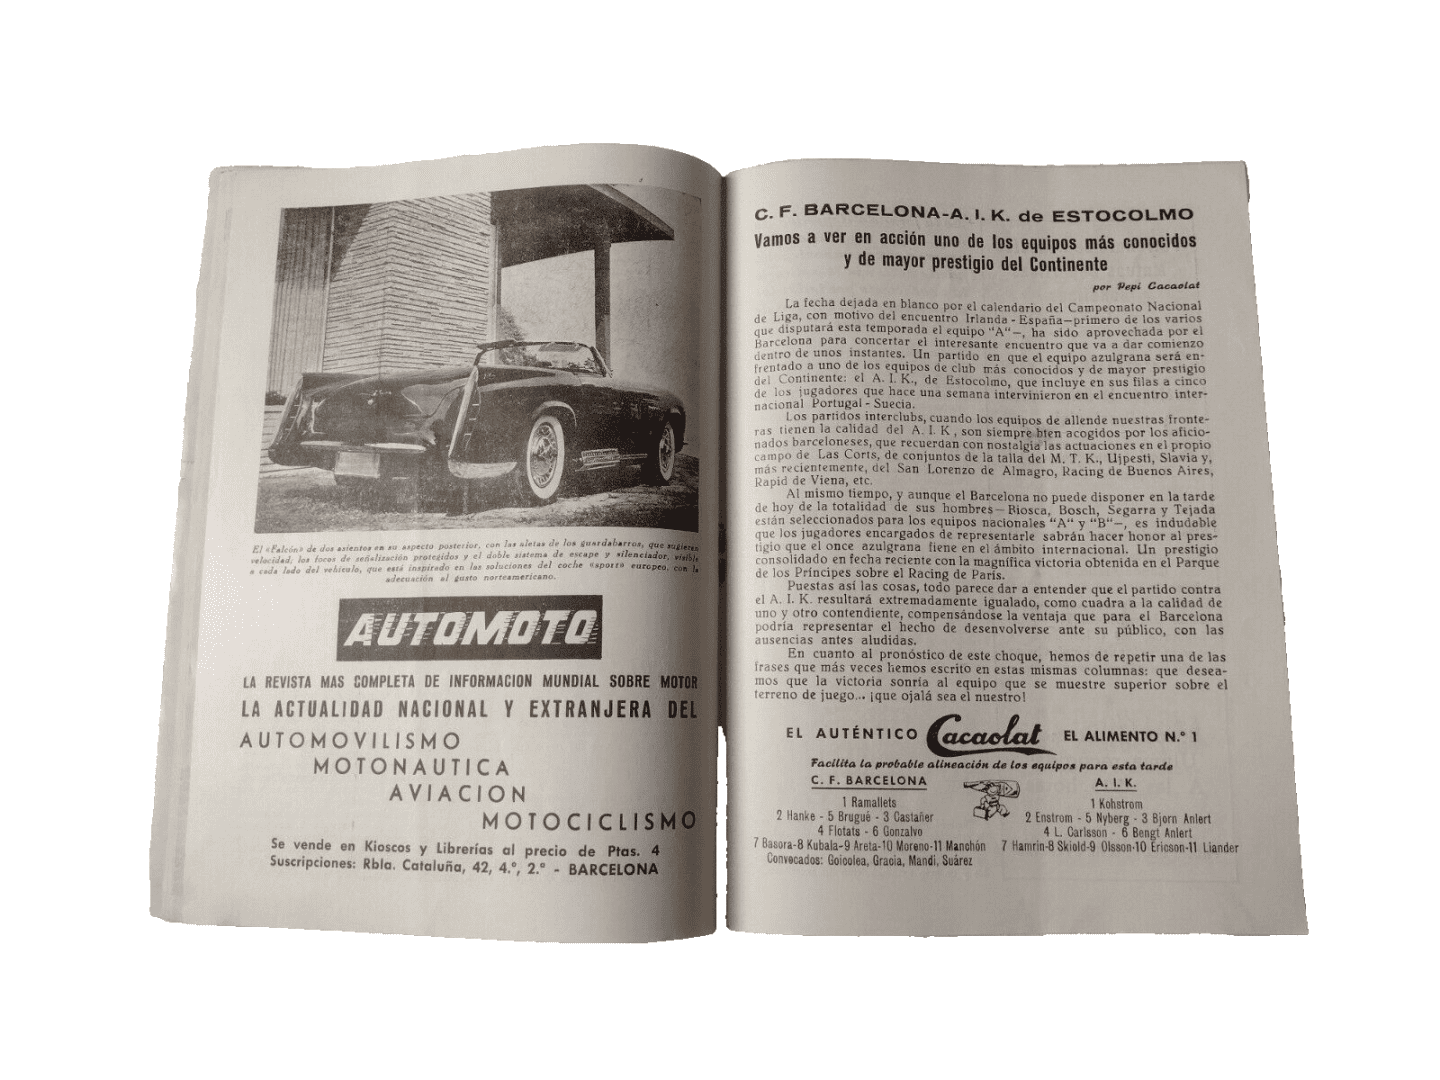 El «Falcón» de dos asientos en su aspecto posterior, con las aletas de los guardabarros, que sugieren
velocidad, los focos de señalización protegidos y el doble sistema de escape y silenciador, visible
a cada lado del vehículo, que está inspirado en las soluciones del coche «sport» europeo, con la
adecuación al gusto norteamericano.
AUTOMOTO
LA REVISTA MAS COMPLETA DE INFORMACION MUNDIAL SOBRE MOTOR
LA ACTUALIDAD NACIONAL Y EXTRANJERA DEL
AUTOMOVILISMO
MOTONAUTICA
AVIACION
MOTOCICLISMO
Se vende en Kioscos y Librerías al precio de Ptas. 4
Suscripciones: Rbla. Cataluña, 42, 4.º, 2.º - BARCELONA
C. F. BARCELONA-A. I. K. de ESTOCOLMO
Vamos a ver en acción uno de los equipos más conocidos
y de mayor prestigio del Continente
por Pepi Cacaolat
La fecha dejada en blanco por el calendario del Campeonato Nacional
de Liga, con motivo del encuentro Irlanda - España—primero de los varios
que disputará esta temporada el equipo "A"—, ha sido aprovechada por el
Barcelona para concertar el interesante encuentro que va a dar comienzo
dentro de unos instantes. Un partido en que el equipo azulgrana será en-
frentado a uno de los equipos de club más conocidos y de mayor prestigio
del Continente: el A. I. K., de Estocolmo, que incluye en sus filas a cinco
de los jugadores que hace una semana intervinieron en el encuentro inter-
nacional Portugal - Suecia.
Los partidos interclubs, cuando los equipos de allende nuestras fronte-
ras tienen la calidad del A. I. K, son siempre bien acogidos por los aficio-
nados barceloneses, que recuerdan con nostalgia las actuaciones en el propio
campo de Las Corts, de conjuntos de la talla del M. T. K., Ujpesti, Slavia y,
más recientemente, del San Lorenzo de Almagro, Racing de Buenos Aires,
Rapid de Viena, etc.
Al mismo tiempo, y aunque el Barcelona no puede disponer en la tarde
de hoy de la totalidad de sus hombres—Biosca, Bosch, Segarra y Tejada
están seleccionados para los equipos nacionales "A" y "B"—, es indudable
que los jugadores encargados de representarle sabrán hacer honor al pres-
tigio que el once azulgrana tiene en el ámbito internacional. Un prestigio
consolidado en fecha reciente con la magnífica victoria obtenida en el Parque
de los Príncipes sobre el Racing de París.
Puestas así las cosas, todo parece dar a entender que el partido contra
el A. I. K. resultará extremadamente igualado, como cuadra a la calidad de
uno y otro contendiente, compensándose la ventaja que para el Barcelona
podría representar el hecho de desenvolverse ante su público, con las
ausencias antes aludidas.
En cuanto al pronóstico de este choque, hemos de repetir una de las
frases que más veces hemos escrito en estas mismas columnas: que desea-
mos que la victoria sonría al equipo que se muestre superior sobre el
terreno de juego... ¡que ojalá sea el nuestro!
EL AUTÉNTICO Cacaolat EL ALIMENTO N.º 1
Facilita la probable alineación de los equipos para esta tarde
C. F. BARCELONA
1 Ramallets
2 Hanke - 5 Brugué - 3 Castañer
4 Flotats - 6 Gonzalvo
7 Basora-8 Kubala-9 Areta-10 Moreno-11 Manchón
Convocados: Goicolea, Gracia, Mandi, Suárez
A. I. K.
1 Kohstrom
2 Enstrom - 5 Nyberg - 3 Bjorn Anlert
4 L. Carlsson - 6 Bengt Anlert
7 Hamrin-8 Skiold-9 Olsson-10 Ericson-11 Liander